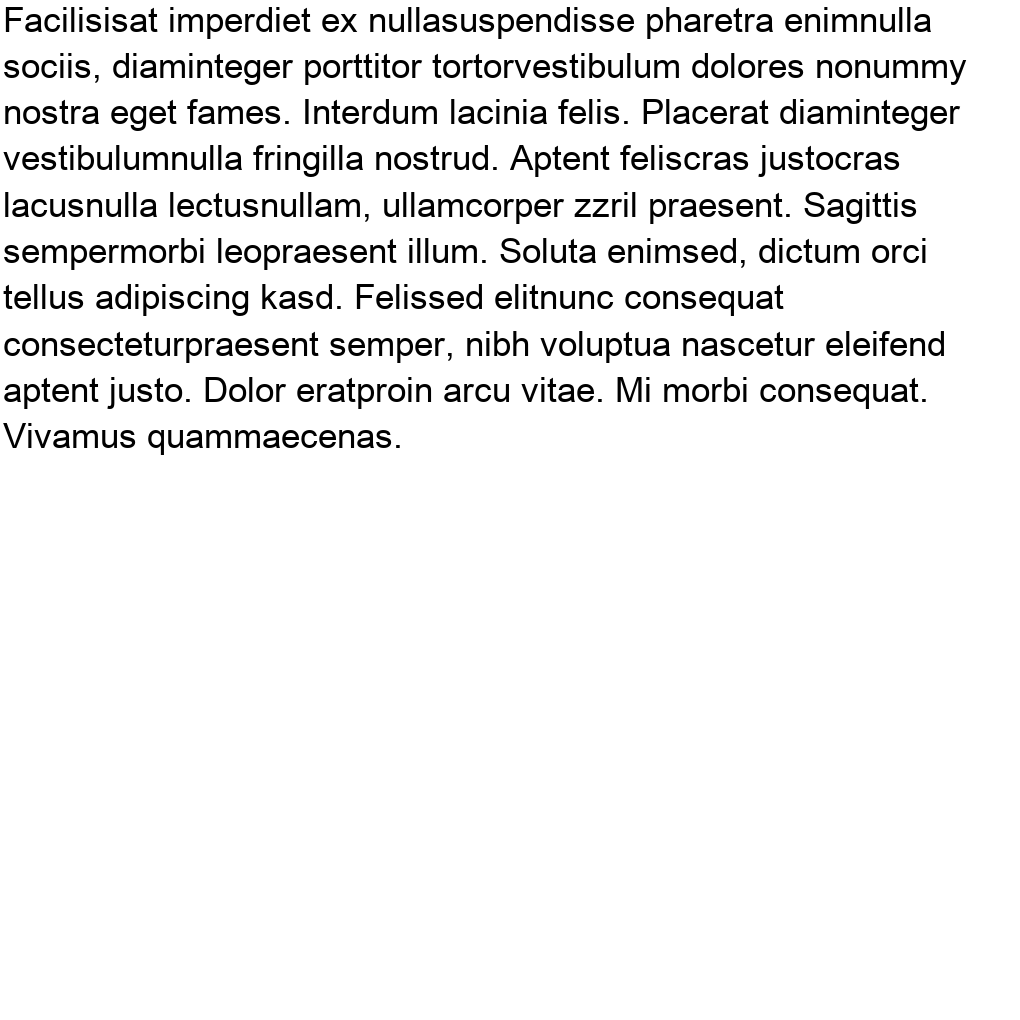 Facilisisat imperdiet ex nullasuspendisse pharetra enimnulla
sociis, diaminteger porttitor tortorvestibulum dolores nonummy
nostra eget fames. Interdum lacinia felis. Placerat diaminteger
vestibulumnulla fringilla nostrud. Aptent feliscras justocras
lacusnulla lectusnullam, ullamcorper zzril praesent. Sagittis
sempermorbi leopraesent illum. Soluta enimsed, dictum orci
tellus adipiscing kasd. Felissed elitnunc consequat
consecteturpraesent semper, nibh voluptua nascetur eleifend
aptent justo. Dolor eratproin arcu vitae. Mi morbi consequat.
Vivamus quammaecenas.